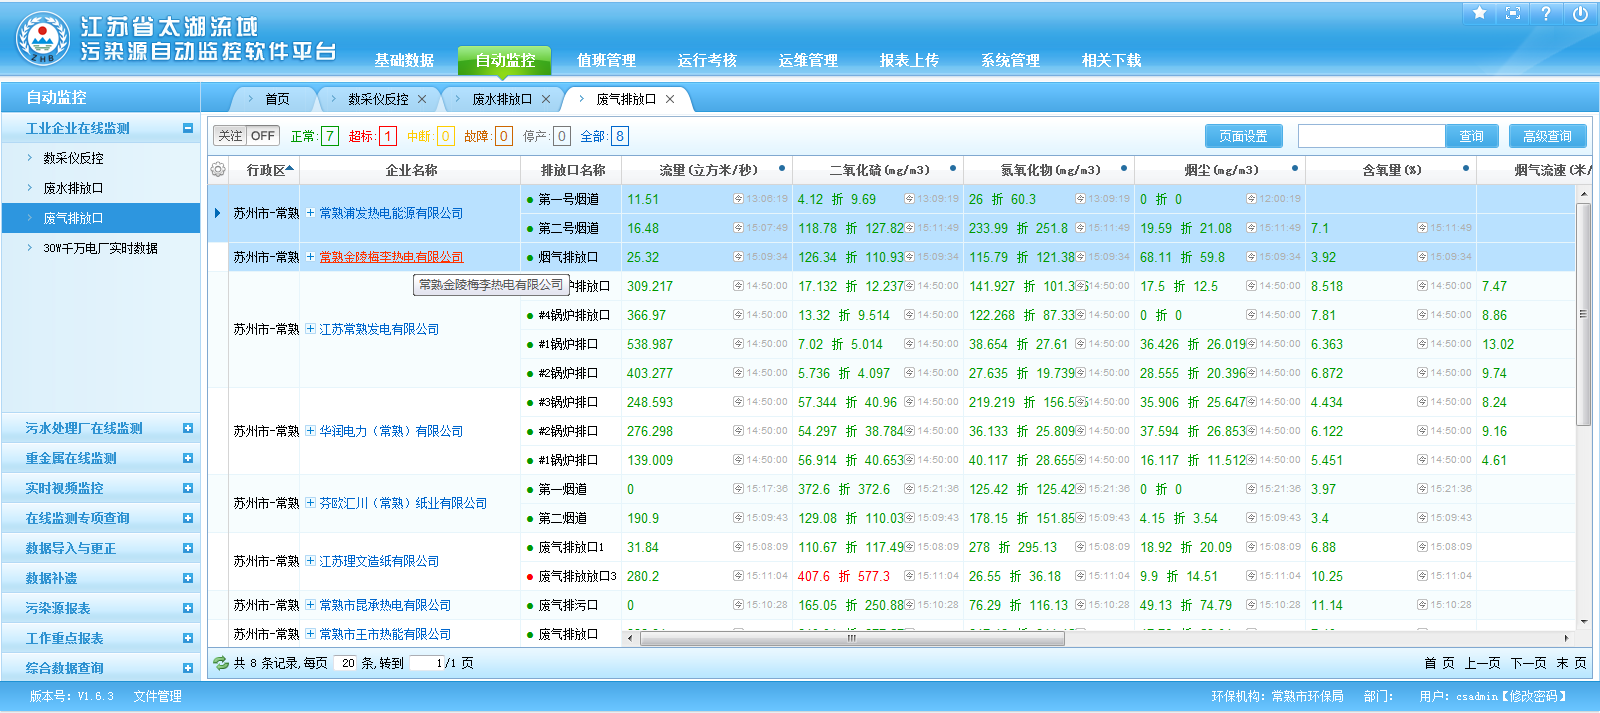 江苏省太湖流域
污染源自动监控软件平台
ZHB
基础数据 自动监控 值班管理 运行考核 运维管理 报表上传 系统管理 相关下载
自动监控
首页 数采仪反控 废水排放口 废气排放口
工业企业在线监测
数采仪反控
废水排放口
废气排放口
30W千万电厂实时数据
污水处理厂在线监测
重金属在线监测
实时视频监控
在线监测专项查询
数据导入与更正
数据补遗
污染源报表
工作重点报表
综合数据查询
关注 OFF 正常: 7 超标: 1 中断: 0 故障: 0 停产: 0 全部: 8 页面设置 查询 高级查询
行政区 企业名称 排放口名称 流量(立方米/秒) 二氧化硫(mg/m3) 氮氧化物(mg/m3) 烟尘(mg/m3) 含氧量(%) 烟气流速(米/
苏州市-常熟 常熟浦发热电能源有限公司
第一号烟道 11.51 13:08:19 4.12 折 9.69 13:09:19 26 折 60.3 13:09:19 0 折 0 12:00:19
第二号烟道 16.48 15:07:49 118.78 折 127.82 15:11:49 233.99 折 251.8 15:11:49 19.59 折 21.08 15:11:49 7.1 15:11:49
苏州市-常熟 常熟金陵梅李热电有限公司 烟气排放口 25.32 15:09:34 126.34 折 110.93 15:09:34 115.79 折 121.38 15:09:34 68.11 折 59.8 15:09:34 3.92 15:09:34
常熟金陵梅李热电有限公司
苏州市-常熟 江苏常熟发电有限公司
排放口 309.217 14:50:00 17.132 折 12.237 14:50:00 141.927 折 101.3 14:50:00 17.5 折 12.5 14:50:00 8.518 14:50:00 7.47
#4锅炉排放口 366.97 14:50:00 13.32 折 9.514 14:50:00 122.268 折 87.33 14:50:00 0 折 0 14:50:00 7.81 14:50:00 8.86
#1锅炉排口 538.987 14:50:00 7.02 折 5.014 14:50:00 38.654 折 27.61 14:50:00 36.426 折 26.019 14:50:00 6.363 14:50:00 13.02
#2锅炉排口 403.277 14:50:00 5.736 折 4.097 14:50:00 27.635 折 19.739 14:50:00 28.555 折 20.396 14:50:00 6.872 14:50:00 9.74
苏州市-常熟 华润电力（常熟）有限公司
#3锅炉排口 248.593 14:50:00 57.344 折 40.96 14:50:00 219.219 折 156.5 14:50:00 35.906 折 25.647 14:50:00 4.434 14:50:00 8.24
#2锅炉排口 276.298 14:50:00 54.297 折 38.784 14:50:00 36.133 折 25.809 14:50:00 37.594 折 26.853 14:50:00 6.122 14:50:00 9.16
#1锅炉排口 139.009 14:50:00 56.914 折 40.653 14:50:00 40.117 折 28.655 14:50:00 16.117 折 11.512 14:50:00 5.451 14:50:00 4.61
苏州市-常熟 芬欧汇川（常熟）纸业有限公司
第一烟道 0 15:17:36 372.6 折 372.6 15:21:36 125.42 折 125.42 15:21:36 0 折 0 15:21:36 3.97 15:21:36
第二烟道 190.9 15:09:43 129.08 折 110.03 15:09:43 178.15 折 151.85 15:09:43 4.15 折 3.54 15:09:43 3.4 15:09:43
苏州市-常熟 江苏理文造纸有限公司
废气排放口1 31.84 15:08:09 110.67 折 117.49 15:08:09 278 折 295.13 15:08:09 18.92 折 20.09 15:08:09 6.88 15:08:09
废气排放放口3 280.2 15:11:04 407.6 折 577.3 15:11:04 26.55 折 36.18 15:11:04 9.9 折 14.51 15:11:04 10.25 15:11:04
苏州市-常熟 常熟市昆承热电有限公司 废气排污口 0 15:10:28 165.05 折 250.88 15:10:28 76.29 折 116.13 15:10:28 49.13 折 74.79 15:10:28 11.14 15:10:28
苏州市-常熟 常熟市王市热能有限公司 废气排放口
共 8 条记录,每页 20 条,转到 1/1 页 首 页 上一页 下一页 末 页
版本号: V1.6.3 文件管理 环保机构: 常熟市环保局 部门: 用户: csadmin【修改密码】